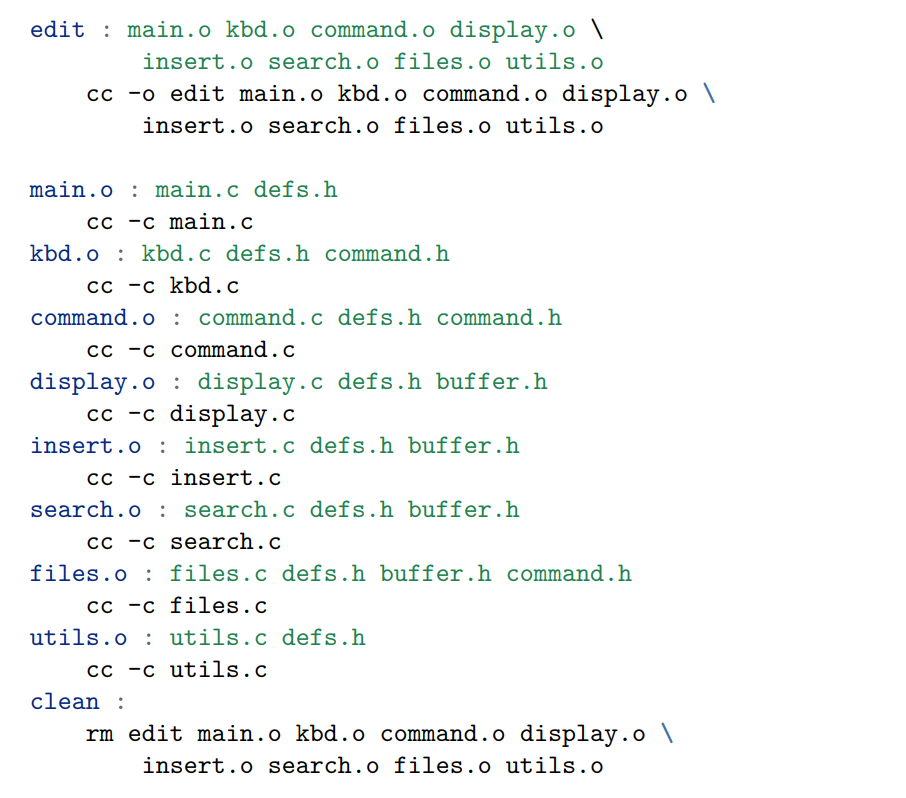 edit : main.o kbd.o command.o display.o \
        insert.o search.o files.o utils.o
    cc -o edit main.o kbd.o command.o display.o \
        insert.o search.o files.o utils.o

main.o : main.c defs.h
    cc -c main.c
kbd.o : kbd.c defs.h command.h
    cc -c kbd.c
command.o : command.c defs.h command.h
    cc -c command.c
display.o : display.c defs.h buffer.h
    cc -c display.c
insert.o : insert.c defs.h buffer.h
    cc -c insert.c
search.o : search.c defs.h buffer.h
    cc -c search.c
files.o : files.c defs.h buffer.h command.h
    cc -c files.c
utils.o : utils.c defs.h
    cc -c utils.c
clean :
    rm edit main.o kbd.o command.o display.o \
        insert.o search.o files.o utils.o